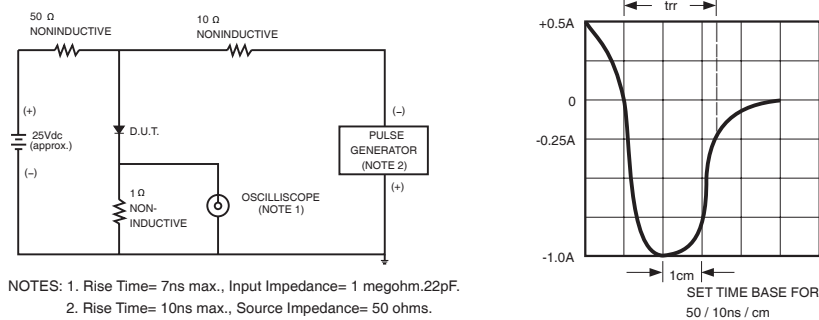 50 Ω
NONINDUCTIVE
10 Ω
NONINDUCTIVE
(+)
25Vdc
(approx.)
(−)
D.U.T.
1 Ω
NON-
INDUCTIVE
OSCILLISCOPE
(NOTE 1)
(−)
PULSE
GENERATOR
(NOTE 2)
(+)
NOTES: 1. Rise Time= 7ns max., Input Impedance= 1 megohm.22pF.
2. Rise Time= 10ns max., Source Impedance= 50 ohms.
trr
+0.5A
0
-0.25A
-1.0A
1cm
SET TIME BASE FOR
50 / 10ns / cm